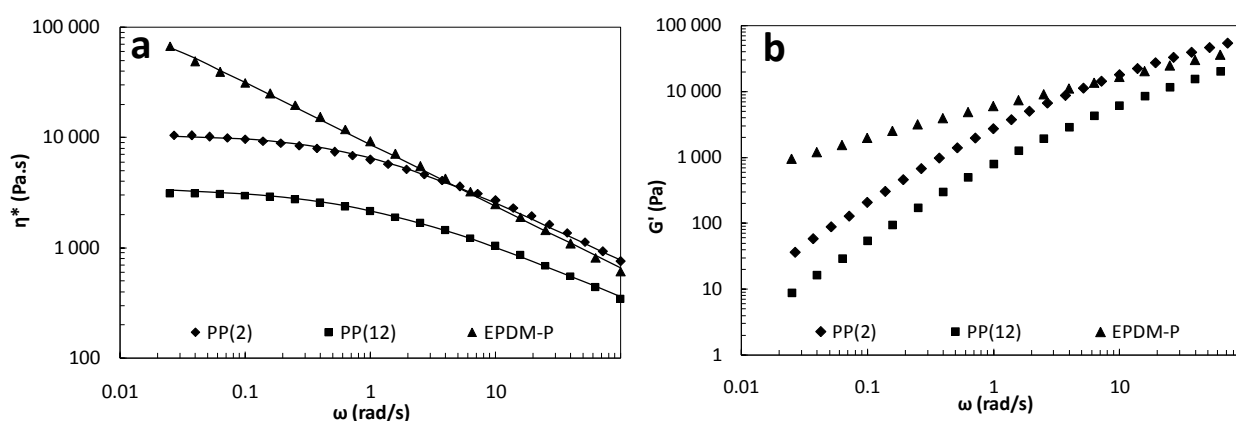 a
100 000
10 000
1 000
100
η* (Pa.s)
0.01 0.1 1 10
ω (rad/s)
PP(2) PP(12) EPDM-P
b
100 000
10 000
1 000
100
10
1
G' (Pa)
0.01 0.1 1 10
ω (rad/s)
PP(2) PP(12) EPDM-P